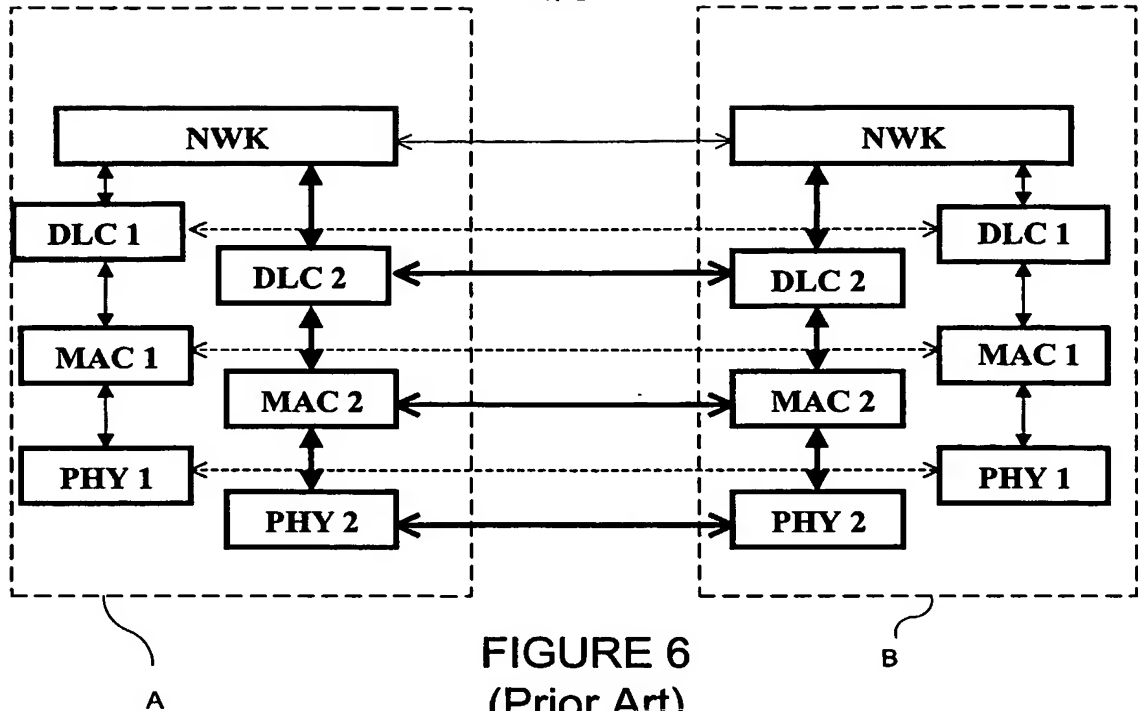 NWK NWK
DLC 1 DLC 1
DLC 2 DLC 2
MAC 1 MAC 1
MAC 2 MAC 2
PHY 1 PHY 1
PHY 2 PHY 2
A B
FIGURE 6
(Prior Art)